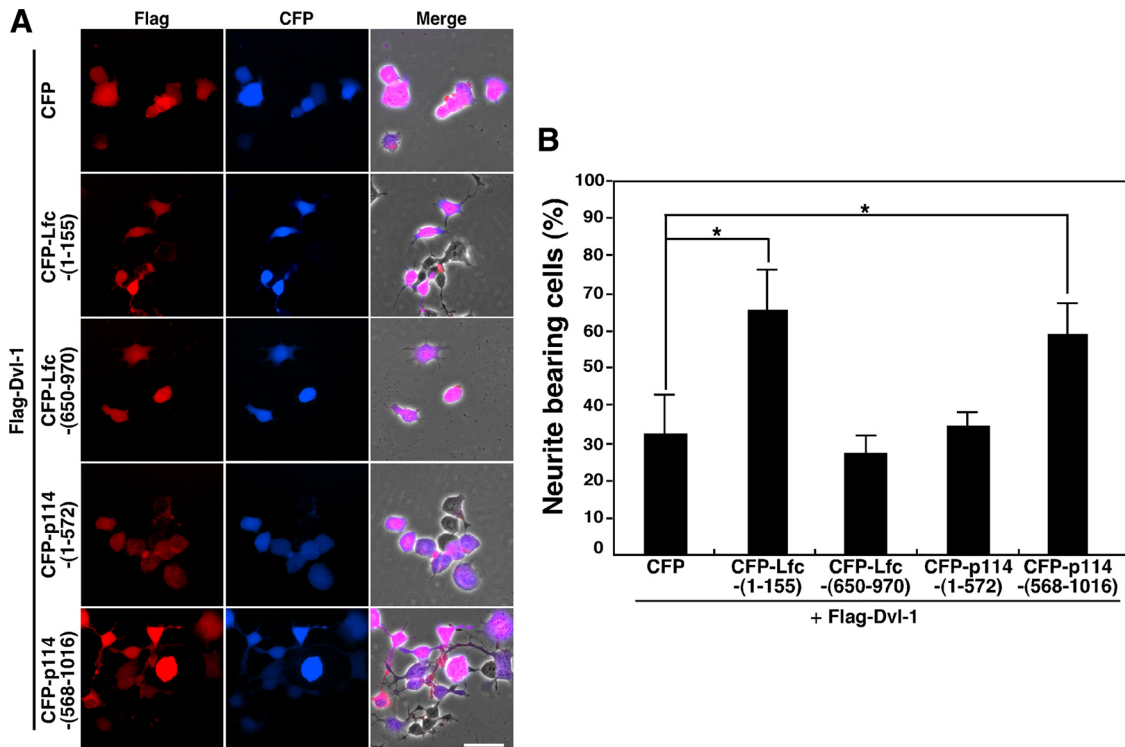 A
Flag CFP Merge
Flag-Dvl-1
CFP
CFP-Lfc
-(1-155)
CFP-Lfc
-(650-970)
CFP-p114
-(1-572)
CFP-p114
-(568-1016)
B
Neurite bearing cells (%)
100
90
80
70
60
50
40
30
20
10
0
*
*
CFP CFP-Lfc CFP-Lfc CFP-p114 CFP-p114
-(1-155) -(650-970) -(1-572) -(568-1016)
+ Flag-Dvl-1